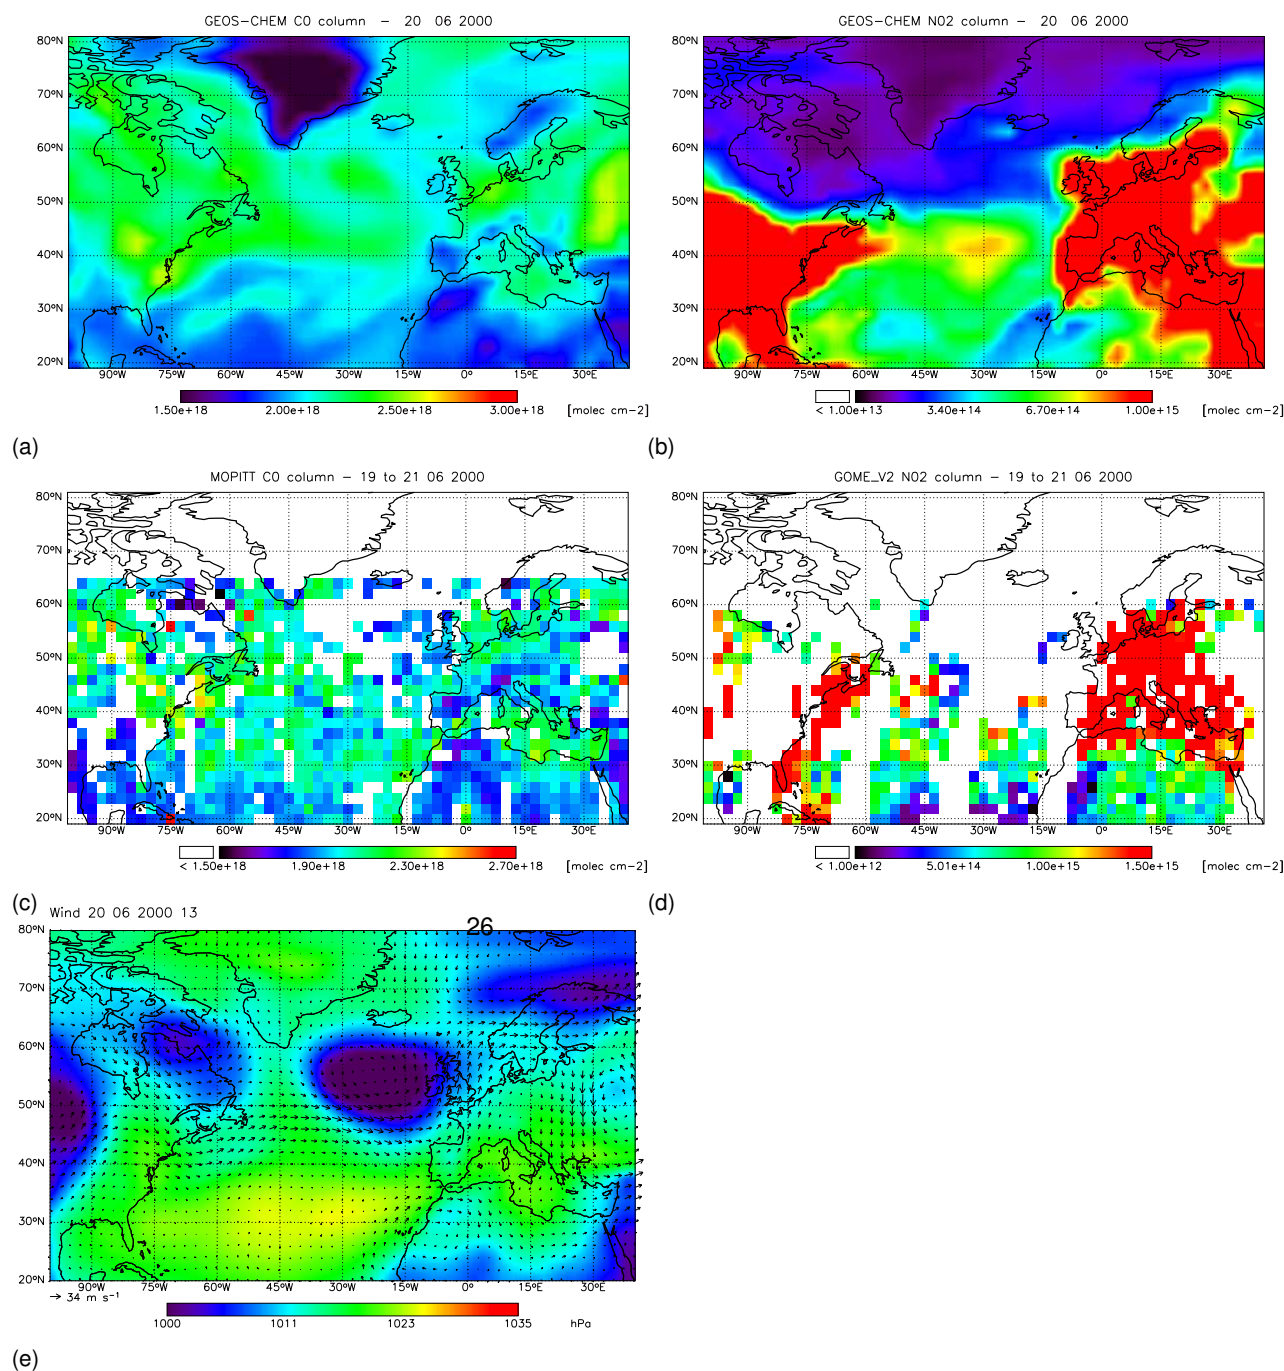 GEOS-CHEM CO column - 20 06 2000
80ºN
70ºN
60ºN
50ºN
40ºN
30ºN
20ºN
90ºW 75ºW 60ºW 45ºW 30ºW 15ºW 0º 15ºE 30ºE
1.50e+18 2.00e+18 2.50e+18 3.00e+18 [molec cm-2]
(a)
GEOS-CHEM NO2 column - 20 06 2000
80ºN
70ºN
60ºN
50ºN
40ºN
30ºN
20ºN
90ºW 75ºW 60ºW 45ºW 30ºW 15ºW 0º 15ºE 30ºE
< 1.00e+13 3.40e+14 6.70e+14 1.00e+15 [molec cm-2]
(b)
MOPITT CO column - 19 to 21 06 2000
80ºN
70ºN
60ºN
50ºN
40ºN
30ºN
20ºN
90ºW 75ºW 60ºW 45ºW 30ºW 15ºW 0º 15ºE 30ºE
< 1.50e+18 1.90e+18 2.30e+18 2.70e+18 [molec cm-2]
(c)
GOME_V2 NO2 column - 19 to 21 06 2000
80ºN
70ºN
60ºN
50ºN
40ºN
30ºN
20ºN
90ºW 75ºW 60ºW 45ºW 30ºW 15ºW 0º 15ºE 30ºE
< 1.00e+12 5.01e+14 1.00e+15 1.50e+15 [molec cm-2]
(d)
Wind 20 06 2000 13
26
80ºN
70ºN
60ºN
50ºN
40ºN
30ºN
20ºN
90ºW 75ºW 60ºW 45ºW 30ºW 15ºW 0º 15ºE 30ºE
→ 34 m s⁻¹
1000 1011 1023 1035 hPa
(e)